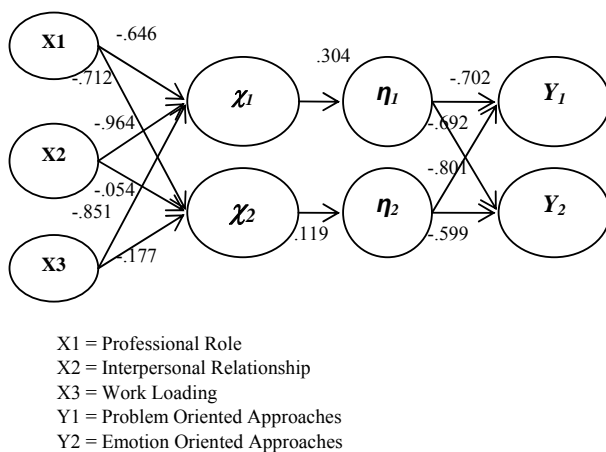 X1
-.646
-.712
χ1
.304
η1
-.702
Y1
-.964
-.692
X2
-.054
-.801
-.851
χ2
.119
η2
-.599
Y2
X3
-.177
X1 = Professional Role
X2 = Interpersonal Relationship
X3 = Work Loading
Y1 = Problem Oriented Approaches
Y2 = Emotion Oriented Approaches